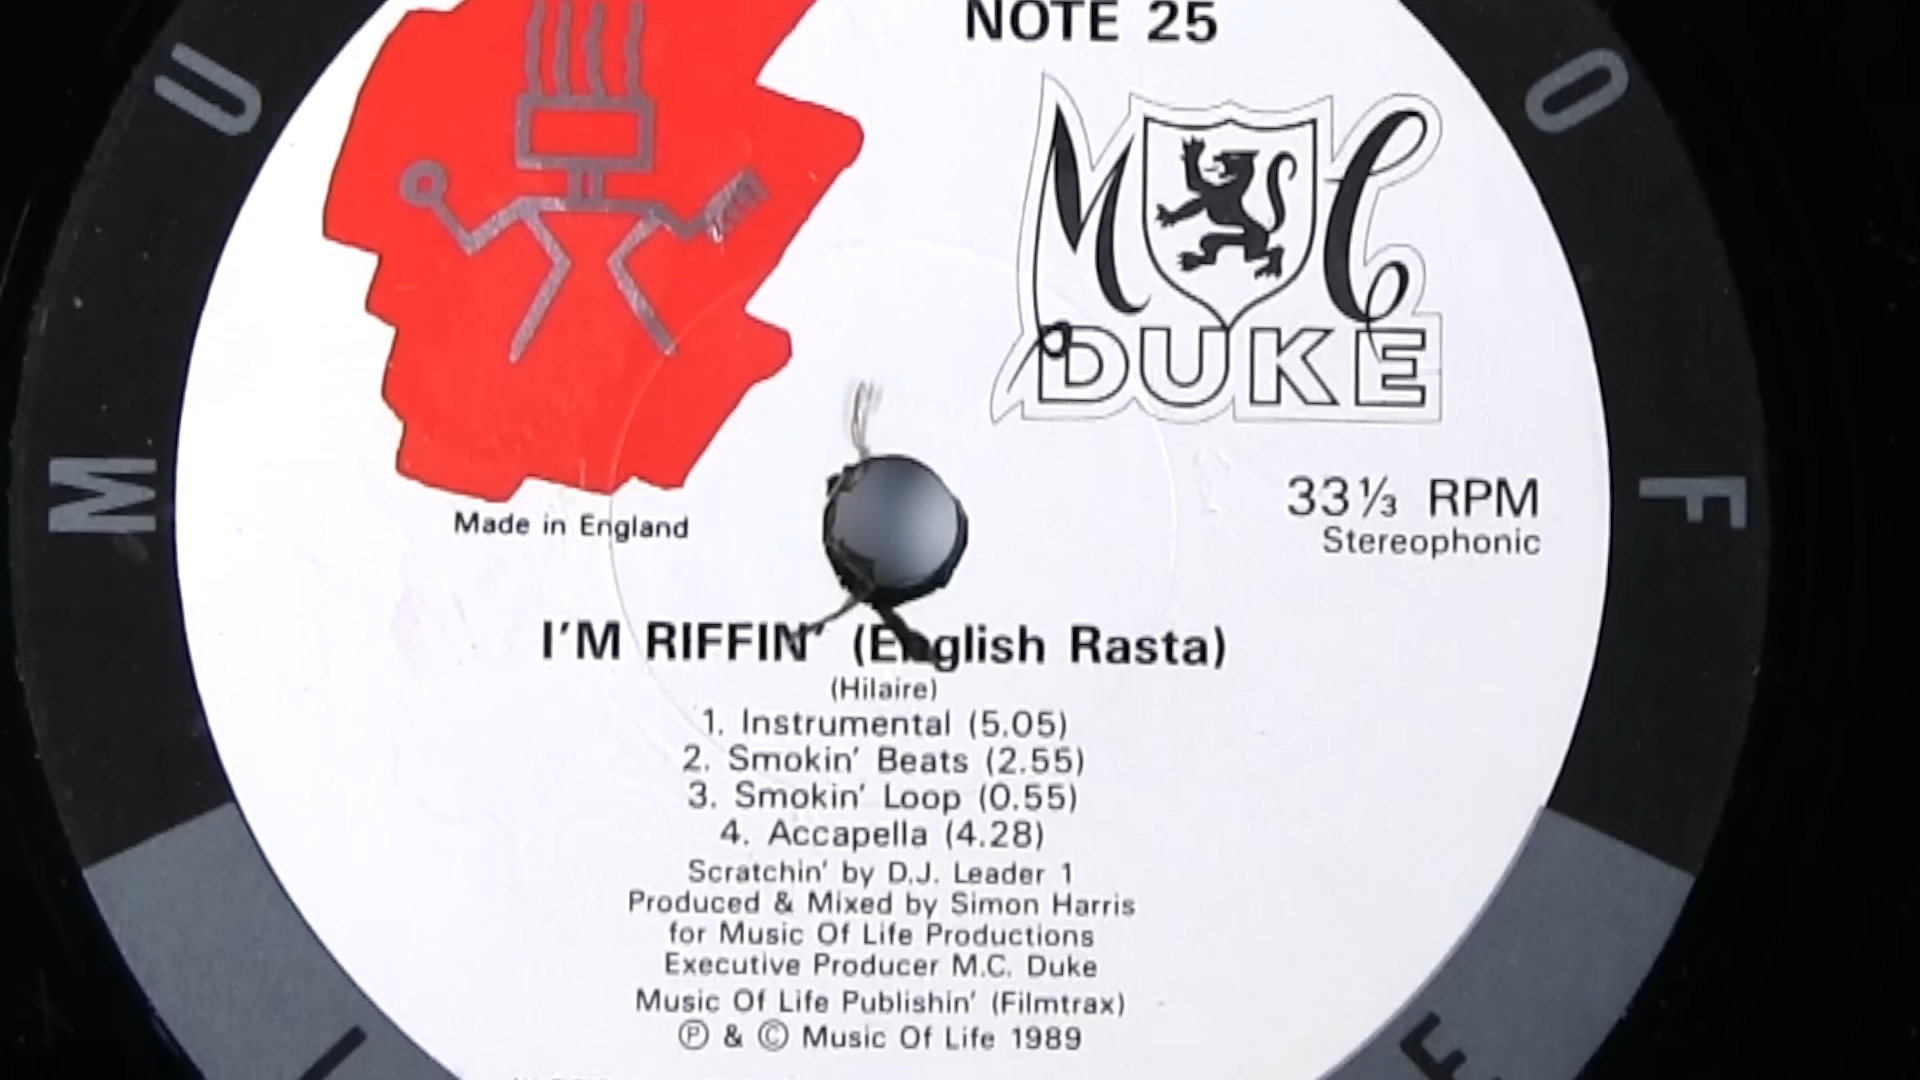 NOTE 25
MC
DUKE
33⅓ RPM
Stereophonic
Made in England
I'M RIFFIN' (English Rasta)
(Hilaire)
1. Instrumental (5.05)
2. Smokin' Beats (2.55)
3. Smokin' Loop (0.55)
4. Accapella (4.28)
Scratchin' by D.J. Leader 1
Produced & Mixed by Simon Harris
for Music Of Life Productions
Executive Producer M.C. Duke
Music Of Life Publishin' (Filmtrax)
Ⓟ & © Music Of Life 1989
M U
O F